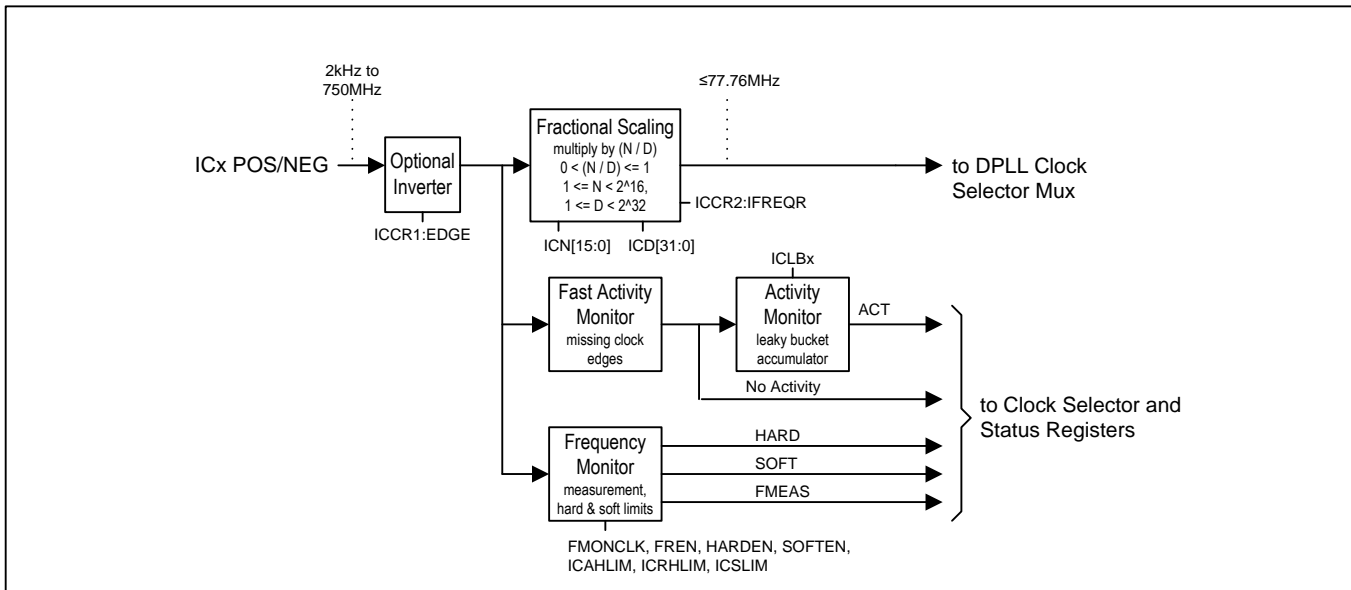 2kHz to
750MHz
≤77.76MHz
ICx POS/NEG
Optional
Inverter
ICCR1:EDGE
Fractional Scaling
multiply by (N / D)
0 < (N / D) <= 1
1 <= N < 2^16,
1 <= D < 2^32
ICCR2:IFREQR
ICN[15:0]
ICD[31:0]
to DPLL Clock
Selector Mux
Fast Activity
Monitor
missing clock
edges
ICLBx
Activity
Monitor
leaky bucket
accumulator
ACT
No Activity
Frequency
Monitor
measurement,
hard & soft limits
HARD
SOFT
FMEAS
to Clock Selector and
Status Registers
FMONCLK, FREN, HARDEN, SOFTEN,
ICAHLIM, ICRHLIM, ICSLIM